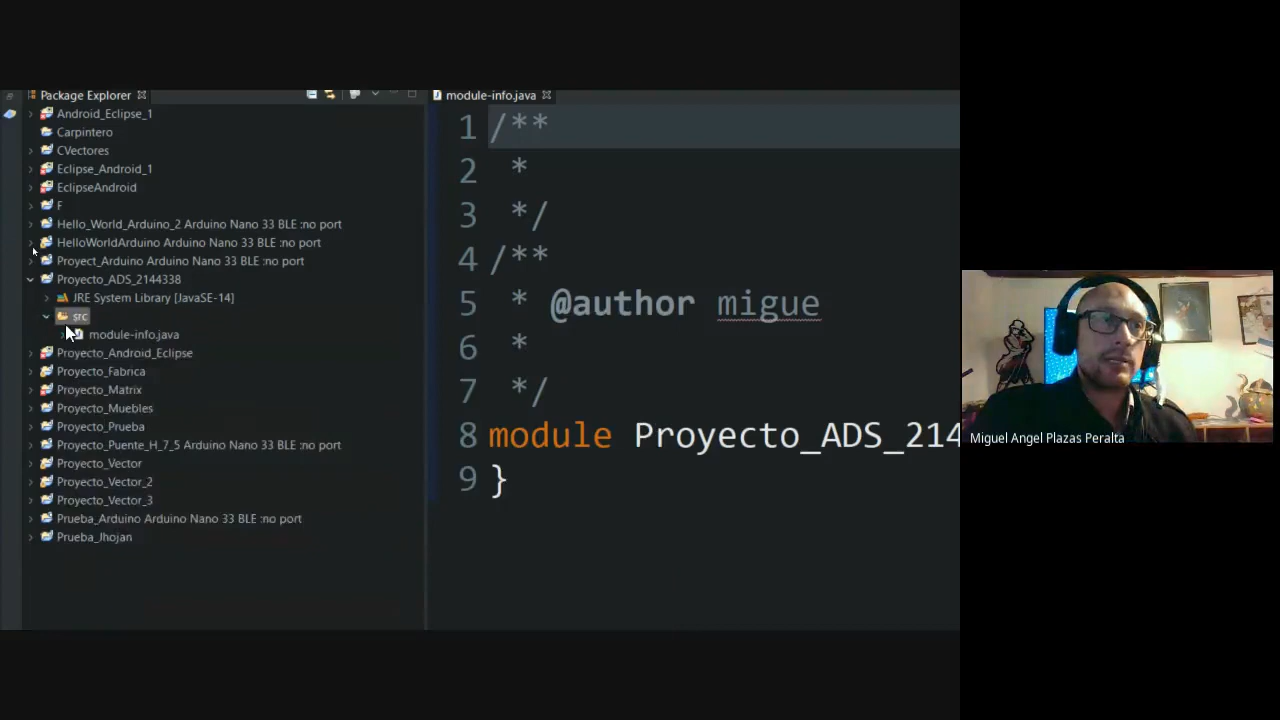 Package Explorer
Android_Eclipse_1
Carpintero
CVectores
Eclipse_Android_1
EclipseAndroid
F
Hello_World_Arduino_2 Arduino Nano 33 BLE :no port
HelloWorldArduino Arduino Nano 33 BLE :no port
Proyect_Arduino Arduino Nano 33 BLE :no port
Proyecto_ADS_2144338
JRE System Library [JavaSE-14]
src
module-info.java
Proyecto_Android_Eclipse
Proyecto_Fabrica
Proyecto_Matrix
Proyecto_Muebles
Proyecto_Prueba
Proyecto_Puente_H_7_5 Arduino Nano 33 BLE :no port
Proyecto_Vector
Proyecto_Vector_2
Proyecto_Vector_3
Prueba_Arduino Arduino Nano 33 BLE :no port
Prueba_Jhojan
module-info.java
1 /**
2 *
3 */
4 /**
5 * @author migue
6 *
7 */
8 module Proyecto_ADS_214
9 }
Miguel Angel Plazas Peralta